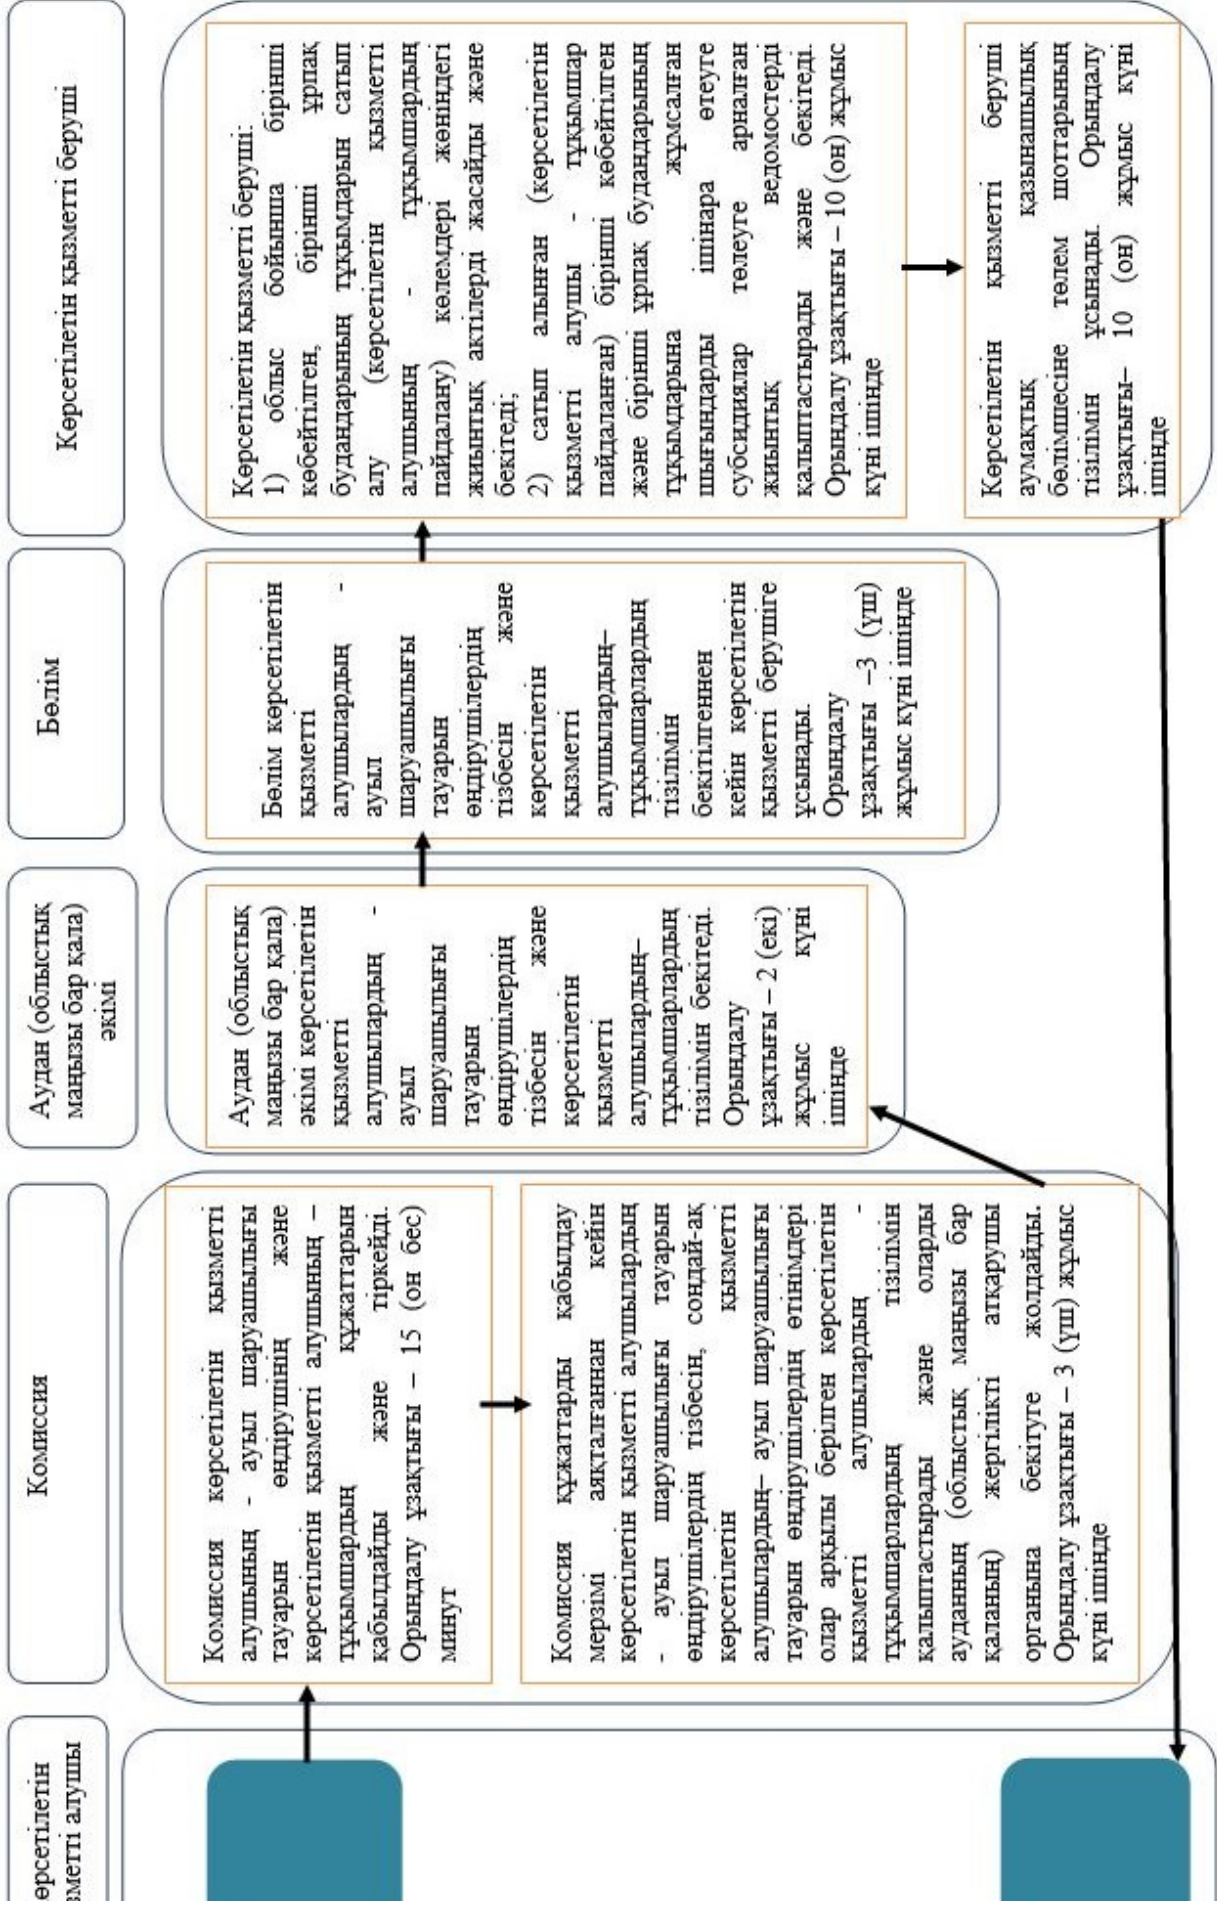 өрсетілетін
зметті алушы
Комиссия
Аудан (облыстық
маңызы бар қала)
әкімі
Бөлім
Көрсетілетін қызметті беруші
Комиссия көрсетілетін қызметті
алушының - ауыл шаруашылығы
тауарын өндірушінің және
көрсетілетін қызметті алушының –
тұқымшардың құжаттарын
қабылдайды және тіркейді.
Орындалу ұзақтығы – 15 (он бес)
минут
Комиссия құжаттарды қабылдау
мерзімі аяқталғаннан кейін
көрсетілетін қызметті алушылардың
- ауыл шаруашылығы тауарын
өндірушілердің тізбесін, сондай-ақ
көрсетілетін қызметті
алушылардың– ауыл шаруашылығы
тауарын өндірушілердің өтінімдері
олар арқылы берілген көрсетілетін
қызметті алушылардың -
тұқымшарлардың тізілімін
қалыптастырады және оларды
ауданның (облыстық маңызы бар
қаланың) жергілікті атқарушы
органына бекітуге жолдайды.
Орындалу ұзақтығы – 3 (үш) жұмыс
күні ішінде
Аудан (облыстық
маңызы бар қала)
әкімі көрсетілетін
қызметті
алушылардың -
ауыл
шаруашылығы
тауарын
өндірушілердің
тізбесін және
көрсетілетін
қызметті
алушылардың–
тұқымшарлардың
тізілімін бекітеді.
Орындалу
ұзақтығы – 2 (екі)
жұмыс күні
ішінде
Бөлім көрсетілетін
қызметті
алушылардың -
ауыл
шаруашылығы
тауарын
өндірушілердің
тізбесін және
көрсетілетін
қызметті
алушылардың–
тұқымшарлардың
тізілімін
бекітілгеннен
кейін көрсетілетін
қызметті берушіге
ұсынады.
Орындалу
ұзақтығы –3 (үш)
жұмыс күні ішінде
Көрсетілетін қызметті беруші:
1) облыс бойынша бірінші
көбейтілген, бірінші ұрпақ
будандарының тұқымдарын сатып
алу (көрсетілетін қызметті
алушының - тұқымшардың
пайдалану) көлемдері жөніндегі
жиынтық актілерді жасайды және
бекітеді;
2) сатып алынған (көрсетілетін
қызметті алушы - тұқымшар
пайдаланған) бірінші көбейтілген
және бірінші ұрпақ будандарының
тұқымдарына жұмсалған
шығындарды ішінара өтеуге
субсидиялар төлеуге арналған
жиынтық ведомостерді
қалыптастырады және бекітеді.
Орындалу ұзақтығы – 10 (он) жұмыс
күні ішінде
Көрсетілетін қызметті беруші
аумақтық қазынашылық
бөлімшесіне төлем шоттарының
тізілімін ұсынады. Орындалу
ұзақтығы– 10 (он) жұмыс күні
ішінде